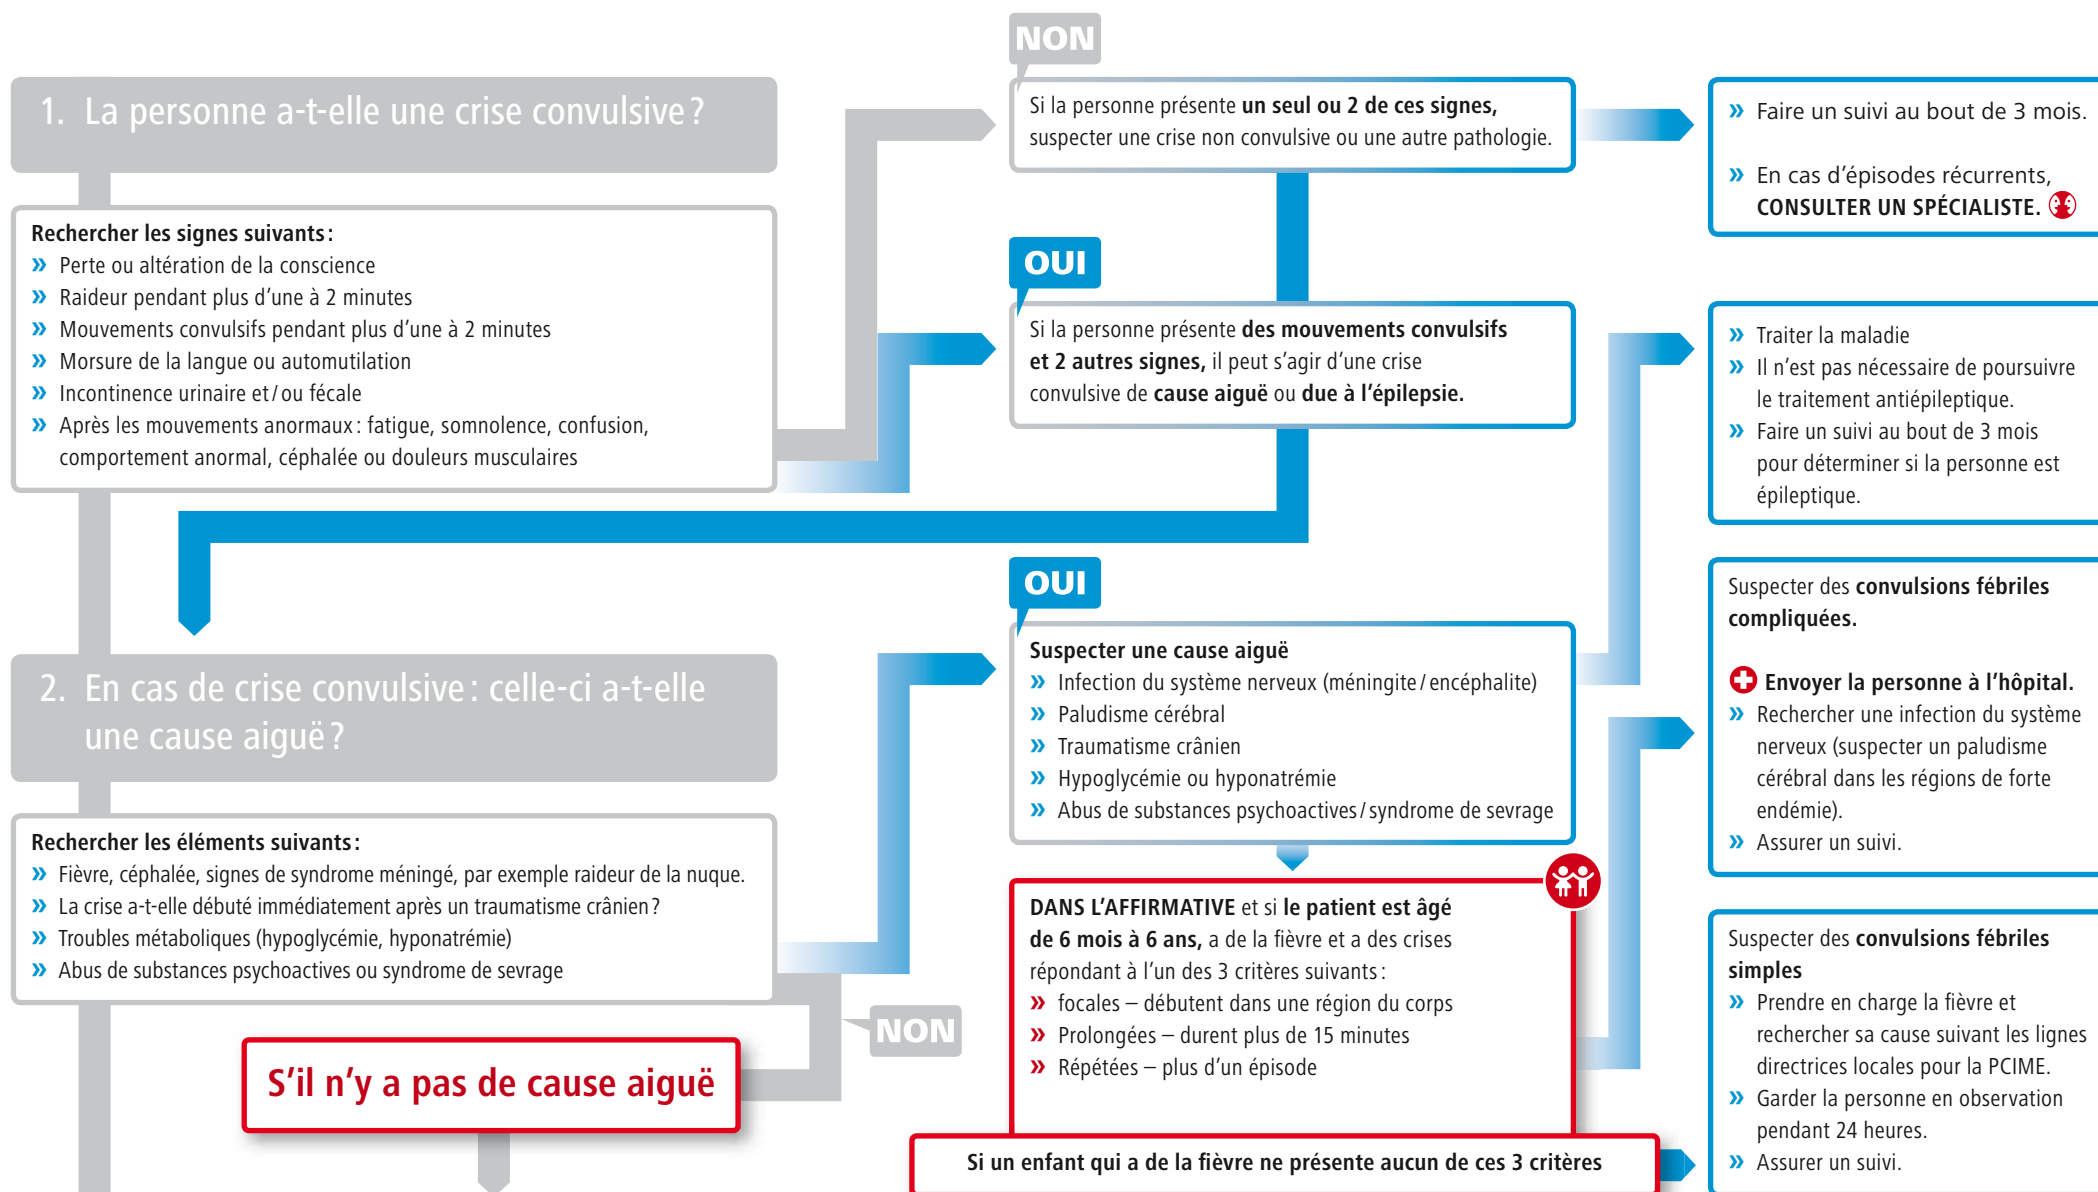 1. La personne a-t-elle une crise convulsive ?
Rechercher les signes suivants :
» Perte ou altération de la conscience
» Raideur pendant plus d’une à 2 minutes
» Mouvements convulsifs pendant plus d’une à 2 minutes
» Morsure de la langue ou automutilation
» Incontinence urinaire et / ou fécale
» Après les mouvements anormaux : fatigue, somnolence, confusion,
comportement anormal, céphalée ou douleurs musculaires
NON
Si la personne présente un seul ou 2 de ces signes,
suspecter une crise non convulsive ou une autre pathologie.
» Faire un suivi au bout de 3 mois.
» En cas d’épisodes récurrents,
CONSULTER UN SPÉCIALISTE.
OUI
Si la personne présente des mouvements convulsifs
et 2 autres signes, il peut s’agir d’une crise
convulsive de cause aiguë ou due à l’épilepsie.
2. En cas de crise convulsive : celle-ci a-t-elle
une cause aiguë ?
Rechercher les éléments suivants :
» Fièvre, céphalée, signes de syndrome méningé, par exemple raideur de la nuque.
» La crise a-t-elle débuté immédiatement après un traumatisme crânien ?
» Troubles métaboliques (hypoglycémie, hyponatrémie)
» Abus de substances psychoactives ou syndrome de sevrage
OUI
Suspecter une cause aiguë
» Infection du système nerveux (méningite / encéphalite)
» Paludisme cérébral
» Traumatisme crânien
» Hypoglycémie ou hyponatrémie
» Abus de substances psychoactives / syndrome de sevrage
» Traiter la maladie
» Il n’est pas nécessaire de poursuivre
le traitement antiépileptique.
» Faire un suivi au bout de 3 mois
pour déterminer si la personne est
épileptique.
DANS L’AFFIRMATIVE et si le patient est âgé
de 6 mois à 6 ans, a de la fièvre et a des crises
répondant à l’un des 3 critères suivants :
» focales – débutent dans une région du corps
» Prolongées – durent plus de 15 minutes
» Répétées – plus d’un épisode
Suspecter des convulsions fébriles
compliquées.
Envoyer la personne à l’hôpital.
» Rechercher une infection du système
nerveux (suspecter un paludisme
cérébral dans les régions de forte
endémie).
» Assurer un suivi.
Si un enfant qui a de la fièvre ne présente aucun de ces 3 critères
Suspecter des convulsions fébriles
simples
» Prendre en charge la fièvre et
rechercher sa cause suivant les lignes
directrices locales pour la PCIME.
» Garder la personne en observation
pendant 24 heures.
» Assurer un suivi.
NON
S’il n’y a pas de cause aiguë